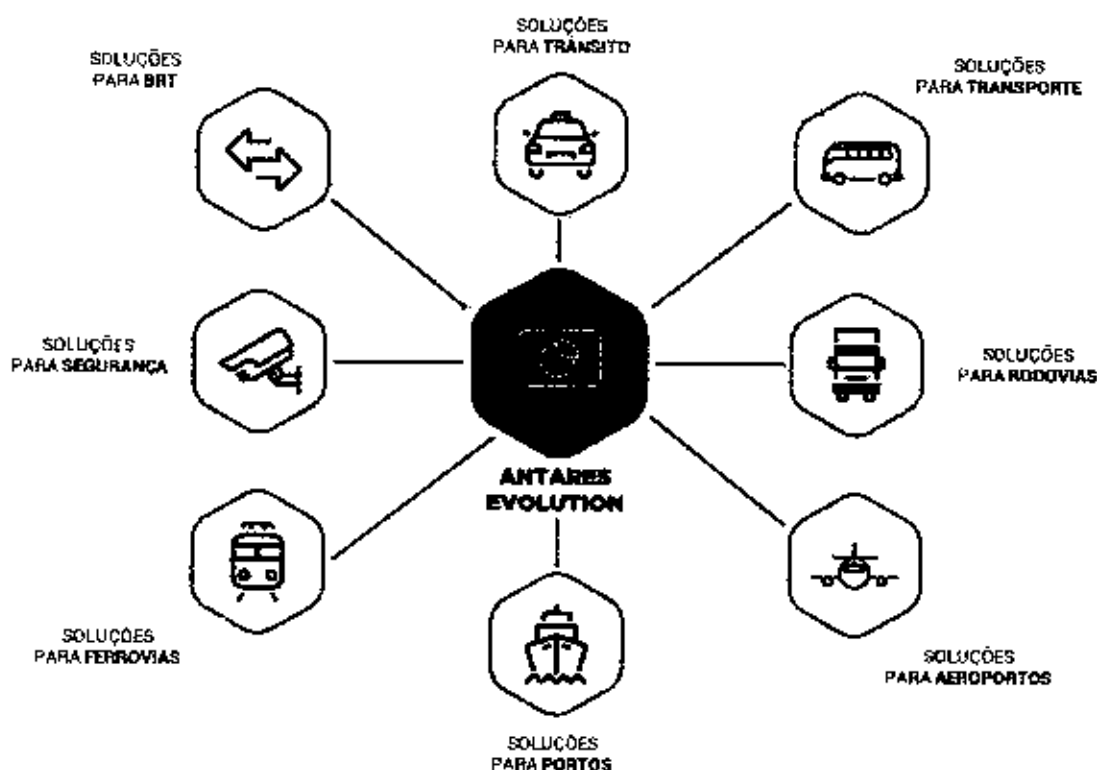 SOLUÇÕES
PARA TRÂNSITO
SOLUÇÕES
PARA BRT
SOLUÇÕES
PARA TRANSPORTE
SOLUÇÕES
PARA SEGURANÇA
SOLUÇÕES
PARA RODOVIAS
ANTARES
EVOLUTION
SOLUÇÕES
PARA FERROVIAS
SOLUÇÕES
PARA AEROPORTOS
SOLUÇÕES
PARA PORTOS